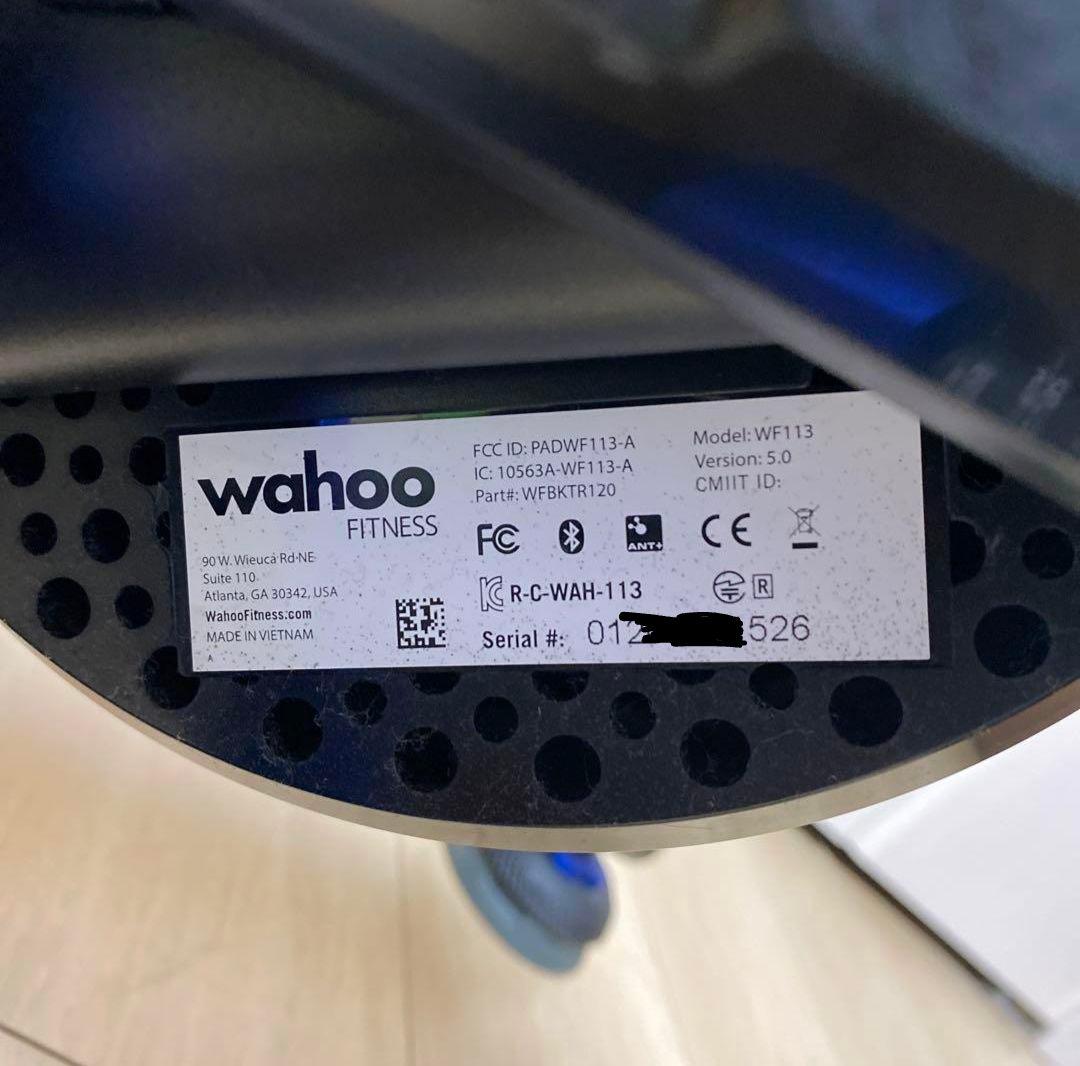 wahoo
FITNESS
90 W. Wieuca Rd NE
Suite 110
Atlanta, GA 30342, USA
WahooFitness.com
MADE IN VIETNAM
A
FCC ID: PADWF113-A
IC: 10563A-WF113-A
Part#: WFBKTR120
Model: WF113
Version: 5.0
CMIIT ID:
FC
ANT+
CE
R-C-WAH-113
R
Serial #: 012 526